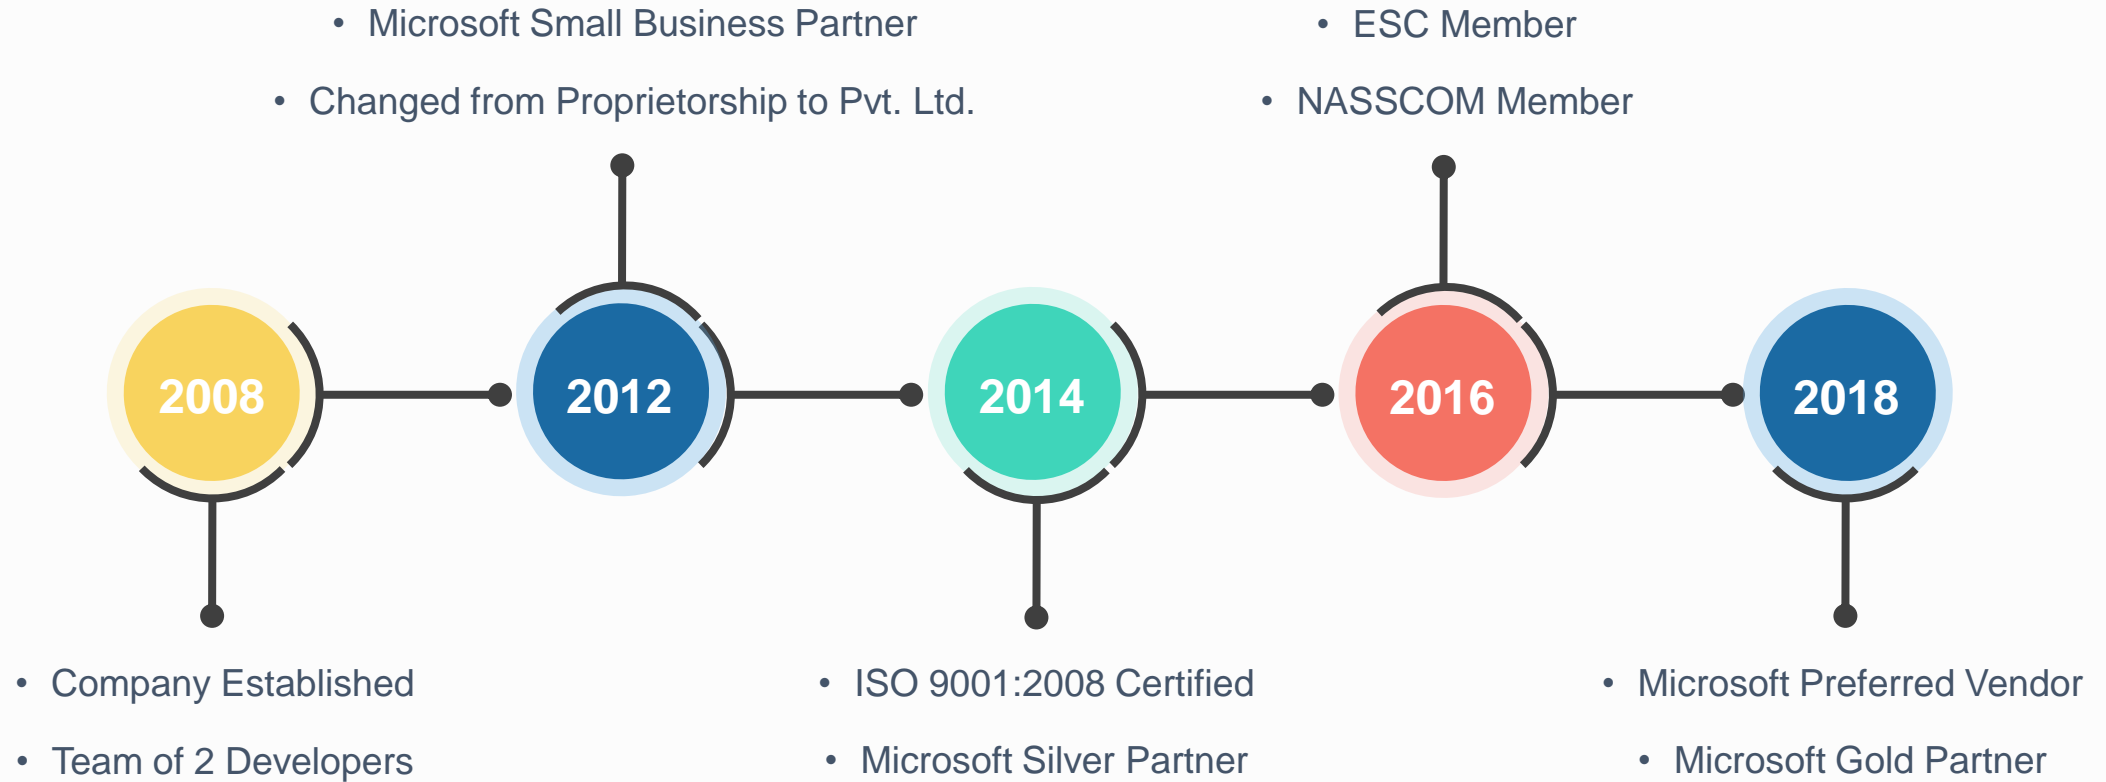 • Microsoft Small Business Partner
• Changed from Proprietorship to Pvt. Ltd.
• ESC Member
• NASSCOM Member
2008
2012
2014
2016
2018
• Company Established
• Team of 2 Developers
• ISO 9001:2008 Certified
• Microsoft Silver Partner
• Microsoft Preferred Vendor
• Microsoft Gold Partner